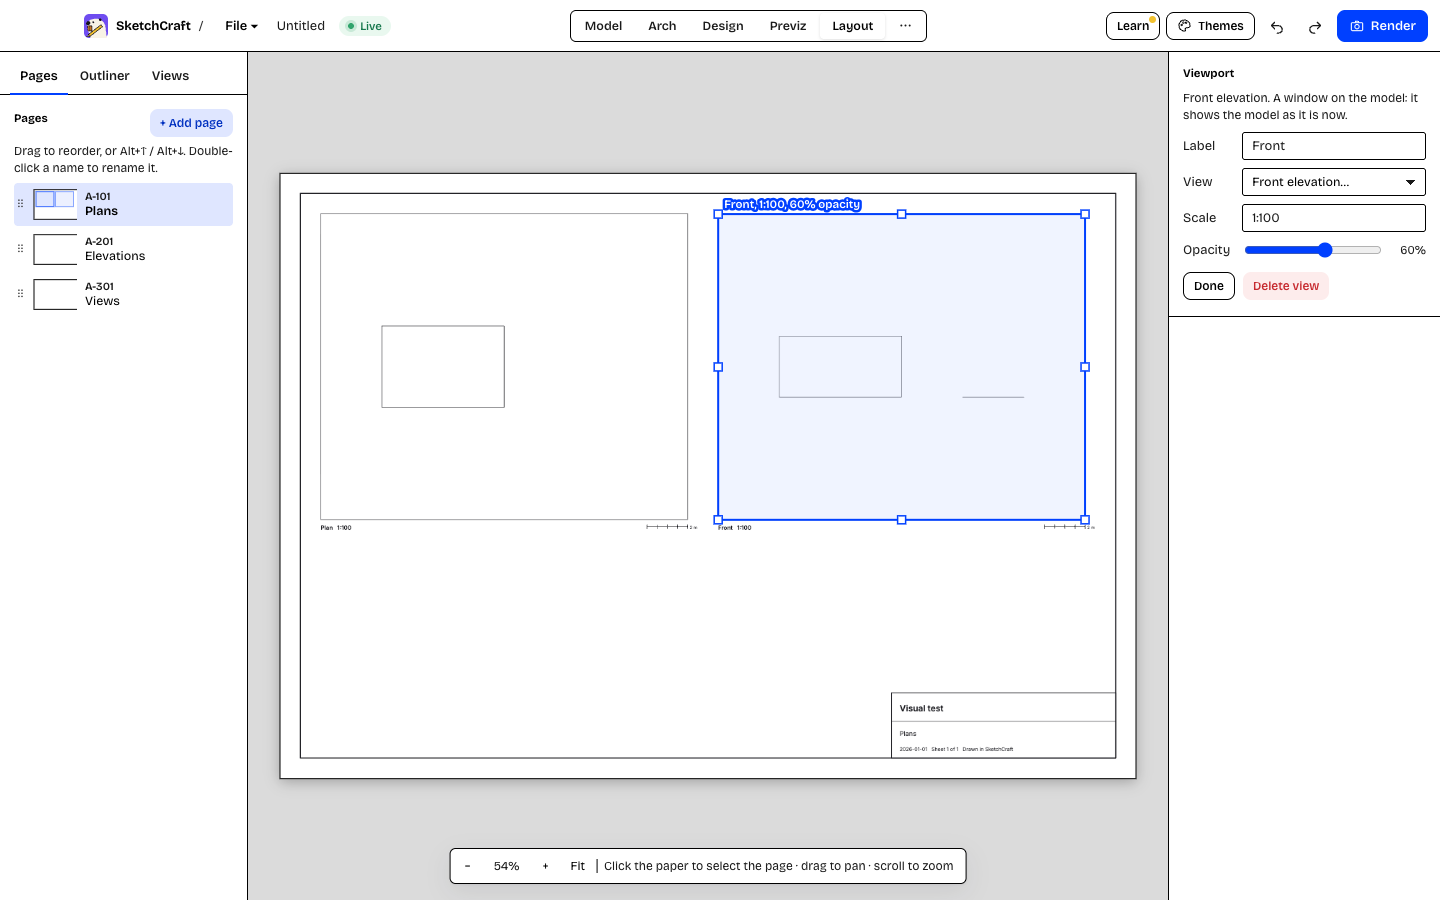 SketchCraft / File Untitled Live
Model Arch Design Previz Layout ...
Learn Themes Render
Pages Outliner Views
Pages
+ Add page
Drag to reorder, or Alt+↑ / Alt+↓. Double-
click a name to rename it.
A-101
Plans
A-201
Elevations
A-301
Views
Front, 1:100, 60% opacity
Plan 1:100
2 m
Front 1:100
2 m
Visual test
Plans
2026-01-01 Sheet 1 of 1 Drawn in SketchCraft
− 54% + Fit Click the paper to select the page · drag to pan · scroll to zoom
Viewport
Front elevation. A window on the model: it
shows the model as it is now.
Label Front
View Front elevation...
Scale 1:100
Opacity 60%
Done Delete view